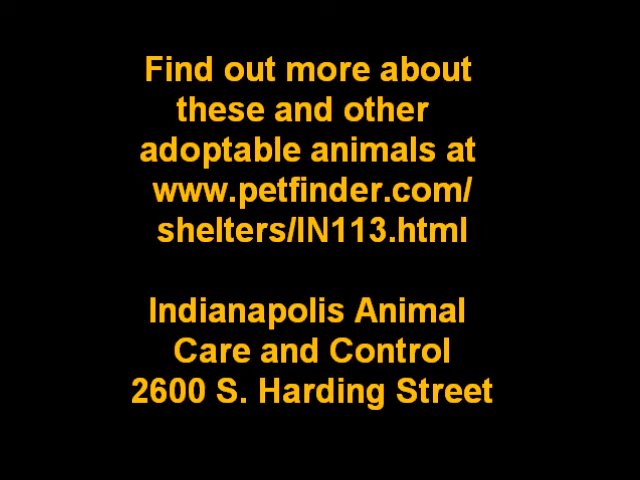 Find out more about
these and other
adoptable animals at
www.petfinder.com/
shelters/IN113.html
Indianapolis Animal
Care and Control
2600 S. Harding Street